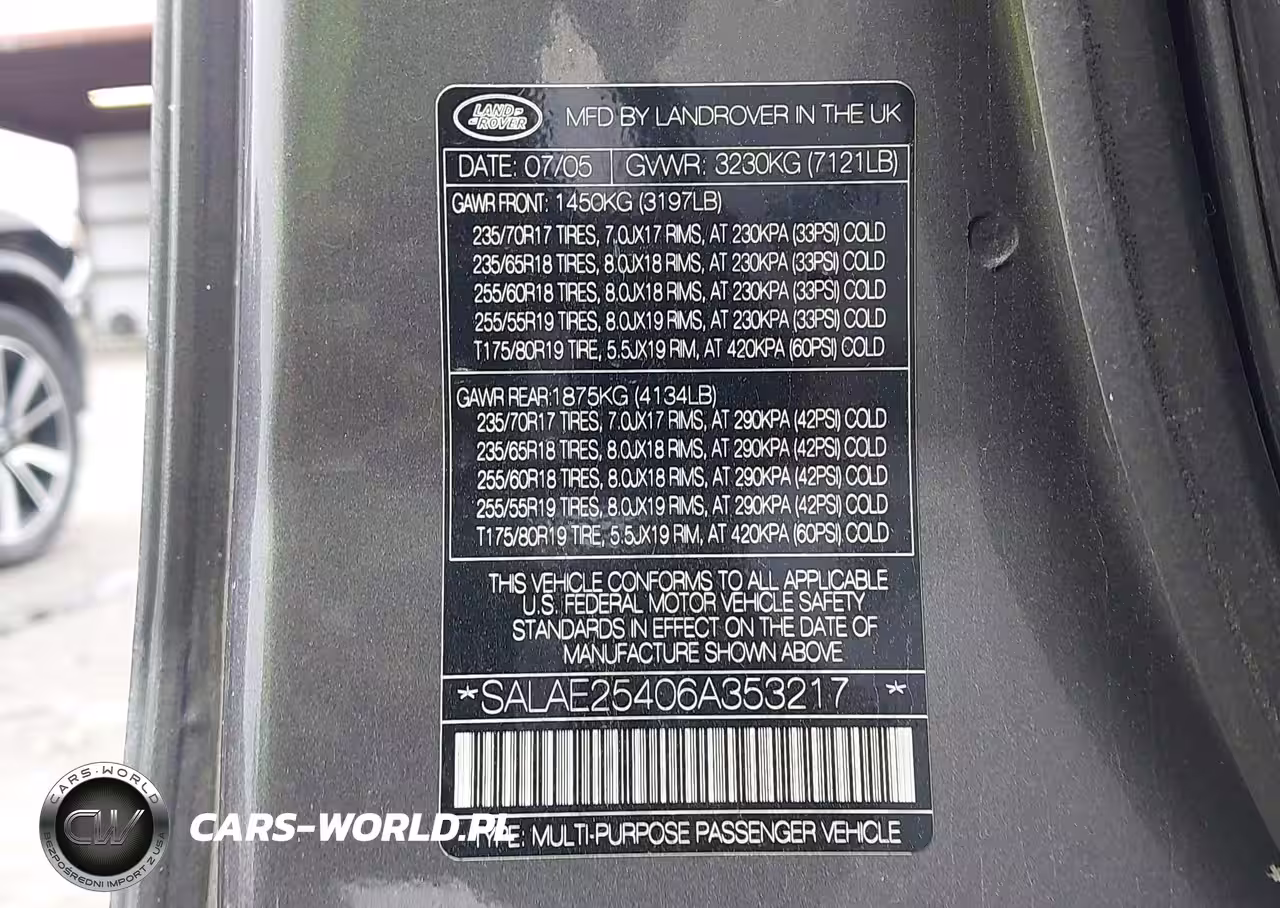 LAND
ROVER
MFD BY LANDROVER IN THE UK
DATE: 07/05 GVWR: 3230KG (7121LB)
GAWR FRONT: 1450KG (3197LB)
235/70R17 TIRES, 7.0JX17 RIMS, AT 230KPA (33PSI) COLD
235/65R18 TIRES, 8.0JX18 RIMS, AT 230KPA (33PSI) COLD
255/60R18 TIRES, 8.0JX18 RIMS, AT 230KPA (33PSI) COLD
255/55R19 TIRES, 8.0JX19 RIMS, AT 230KPA (33PSI) COLD
T175/80R19 TIRE, 5.5JX19 RIM, AT 420KPA (60PSI) COLD
GAWR REAR:1875KG (4134LB)
235/70R17 TIRES, 7.0JX17 RIMS, AT 290KPA (42PSI) COLD
235/65R18 TIRES, 8.0JX18 RIMS, AT 290KPA (42PSI) COLD
255/60R18 TIRES, 8.0JX18 RIMS, AT 290KPA (42PSI) COLD
255/55R19 TIRES, 8.0JX19 RIMS, AT 290KPA (42PSI) COLD
T175/80R19 TIRE, 5.5JX19 RIM, AT 420KPA (60PSI) COLD
THIS VEHICLE CONFORMS TO ALL APPLICABLE
U.S. FEDERAL MOTOR VEHICLE SAFETY
STANDARDS IN EFFECT ON THE DATE OF
MANUFACTURE SHOWN ABOVE
*SALAE25406A353217 *
TYPE: MULTI-PURPOSE PASSENGER VEHICLE
CARS-WORLD
CW
BEZPOŚREDNI IMPORT Z USA
CARS-WORLD.PL